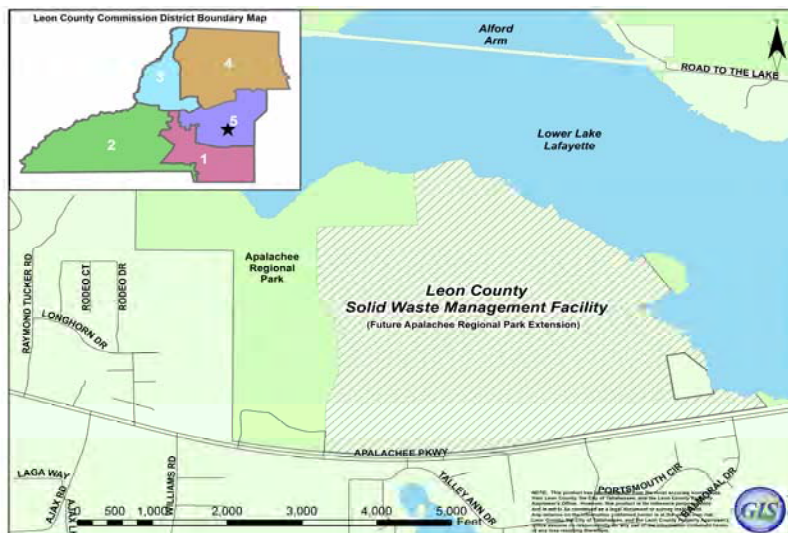 Leon County Commission District Boundary Map
3
4
5
2
1
Alford
Arm
ROAD TO THE LAKE
Lower Lake
Lafayette
Apalachee
Regional
Park
Leon County
Solid Waste Management Facility
(Future Apalachee Regional Park Extension)
RAYMOND TUCKER RD
RODEO CT
RODEO DR
LONGHORN DR
APALACHEE PKWY
LAGA WAY
AJAX RD
WILLIAMS RD
TALLEY ANN DR
PORTSMOUTH CIR
BALMORAL DR
0 500 1,000 2,000 3,000 4,000 5,000
Feet
GIS